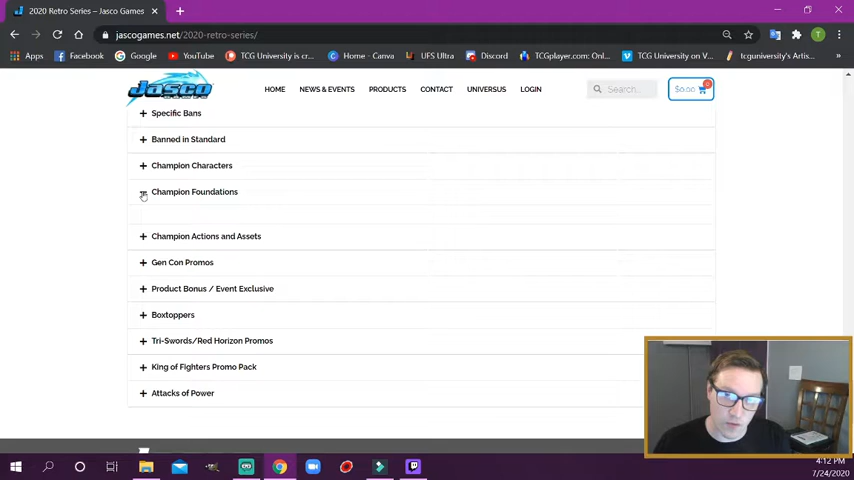 2020 Retro Series – Jasco Games
jascogames.net/2020-retro-series/
Apps Facebook Google YouTube TCG University is cr... Home - Canva UFS Ultra Discord TCGplayer.com: Onl... TCG University on V... tcguniversity's Artis...
Jasco
GAMES
HOME NEWS & EVENTS PRODUCTS CONTACT UNIVERSUS LOGIN Search... $0.00 0
Specific Bans
Banned in Standard
Champion Characters
Champion Foundations
Champion Actions and Assets
Gen Con Promos
Product Bonus / Event Exclusive
Boxtoppers
Tri-Swords/Red Horizon Promos
King of Fighters Promo Pack
Attacks of Power
4:12 PM
7/24/2020